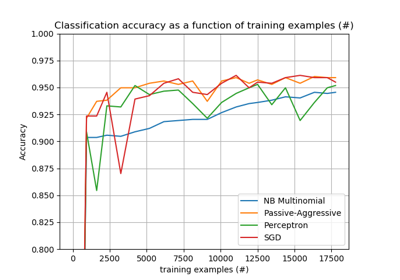 Classification accuracy as a function of training examples (#)
1.000
0.975
0.950
0.925
0.900
0.875
0.850
0.825
0.800
Accuracy
NB Multinomial
Passive-Aggressive
Perceptron
SGD
0 2500 5000 7500 10000 12500 15000 17500
training examples (#)